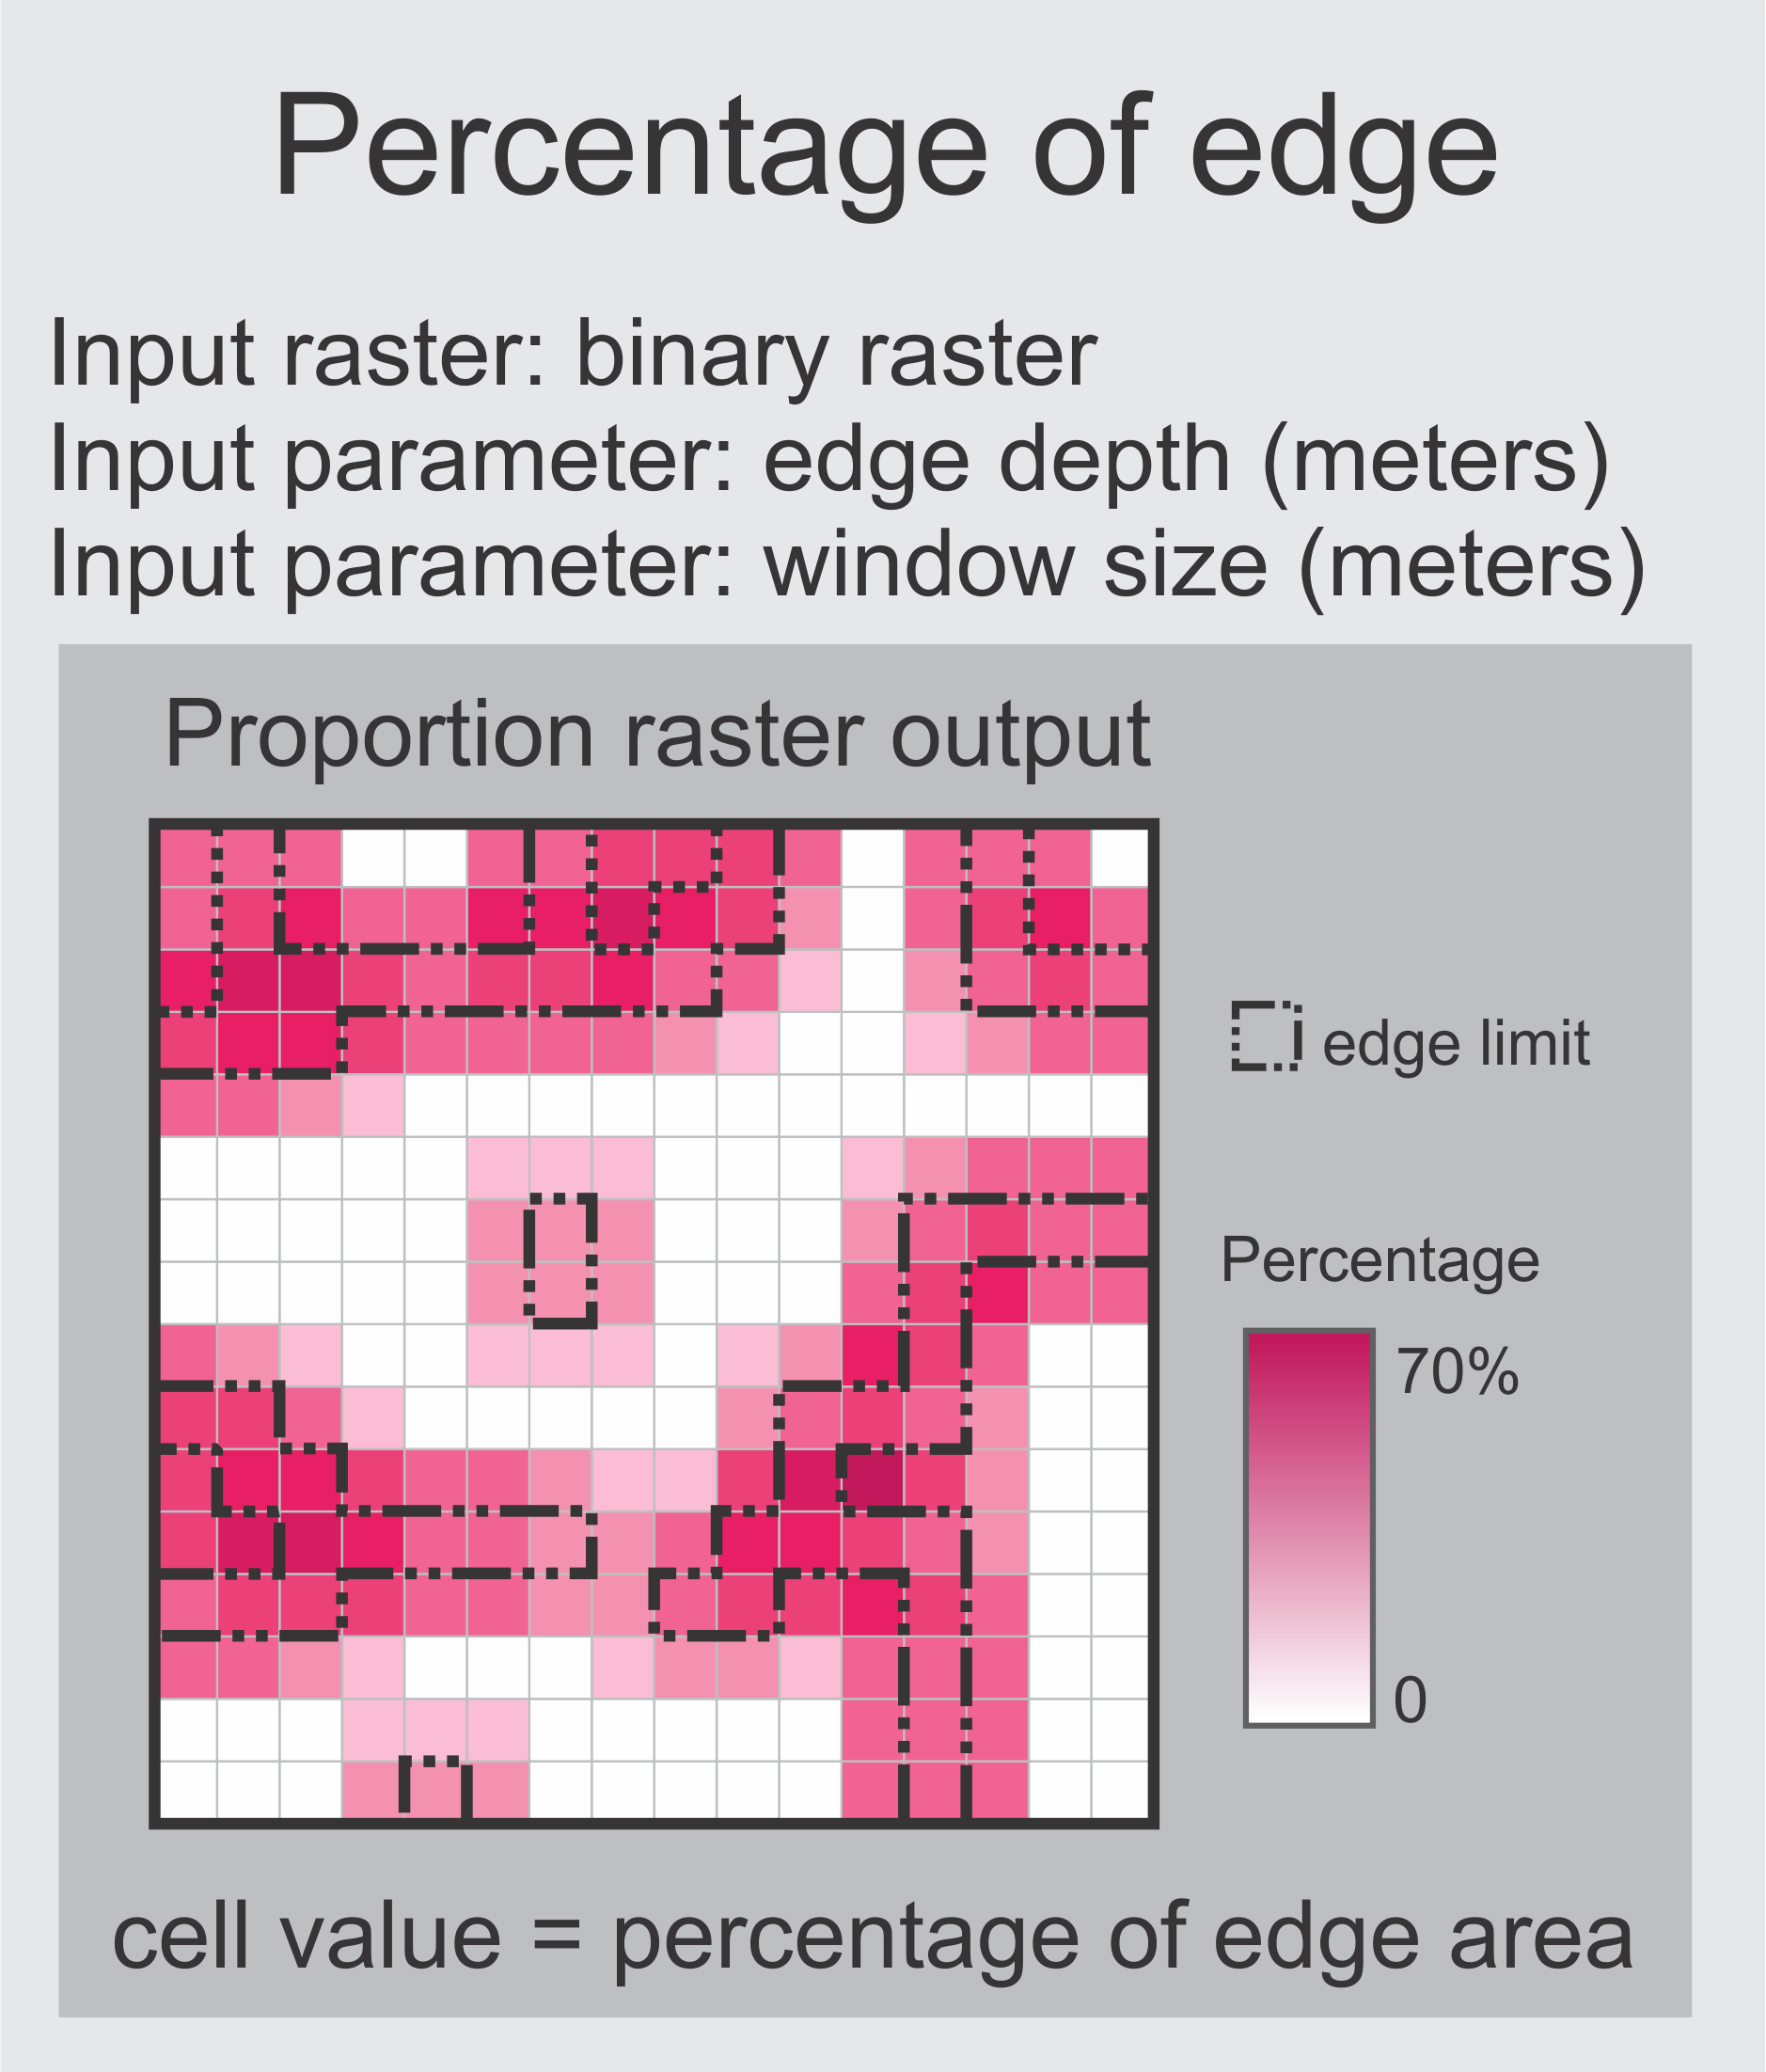 Percentage of edge
Input raster: binary raster
Input parameter: edge depth (meters)
Input parameter: window size (meters)
Proportion raster output
edge limit
Percentage
70%
0
cell value = percentage of edge area